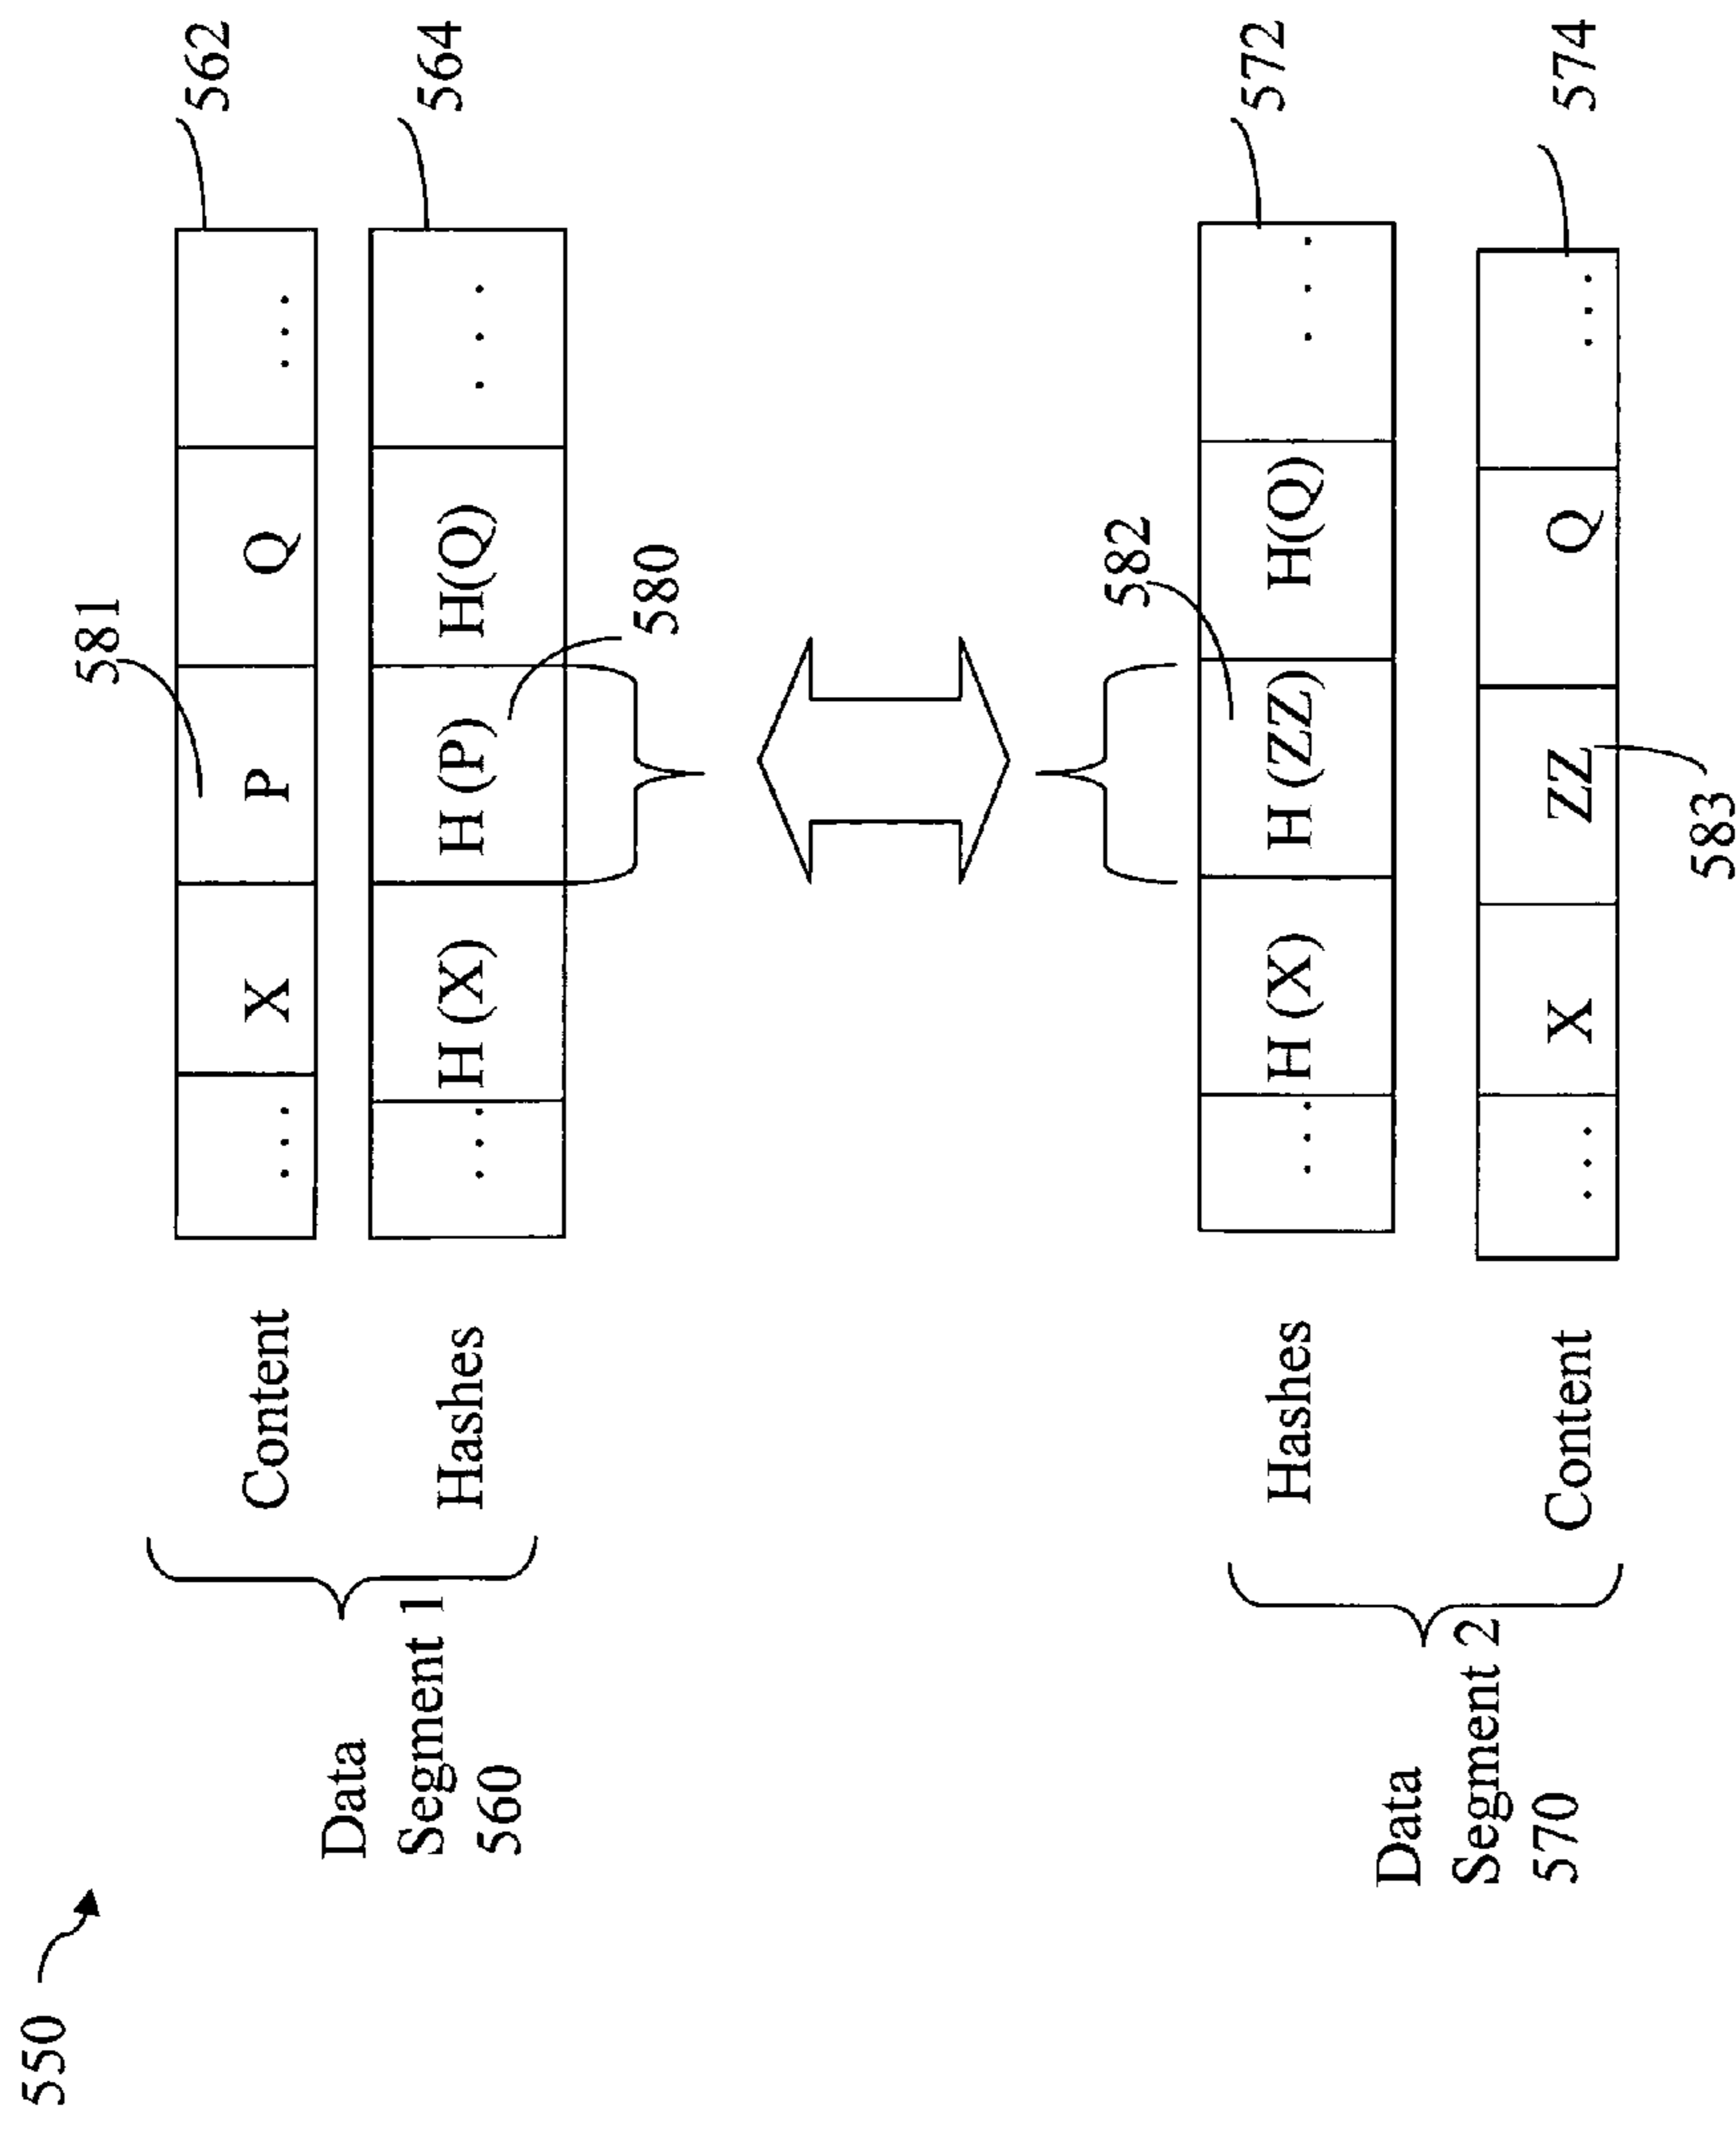 550
581
562
Content
... X P Q ...
564
Hashes
... H (X) H (P) H(Q) ...
Data
Segment 1
560
580
582
572
Hashes
... H (X) H (ZZ) H(Q) ...
574
Content
... X ZZ Q ...
Data
Segment 2
570
583